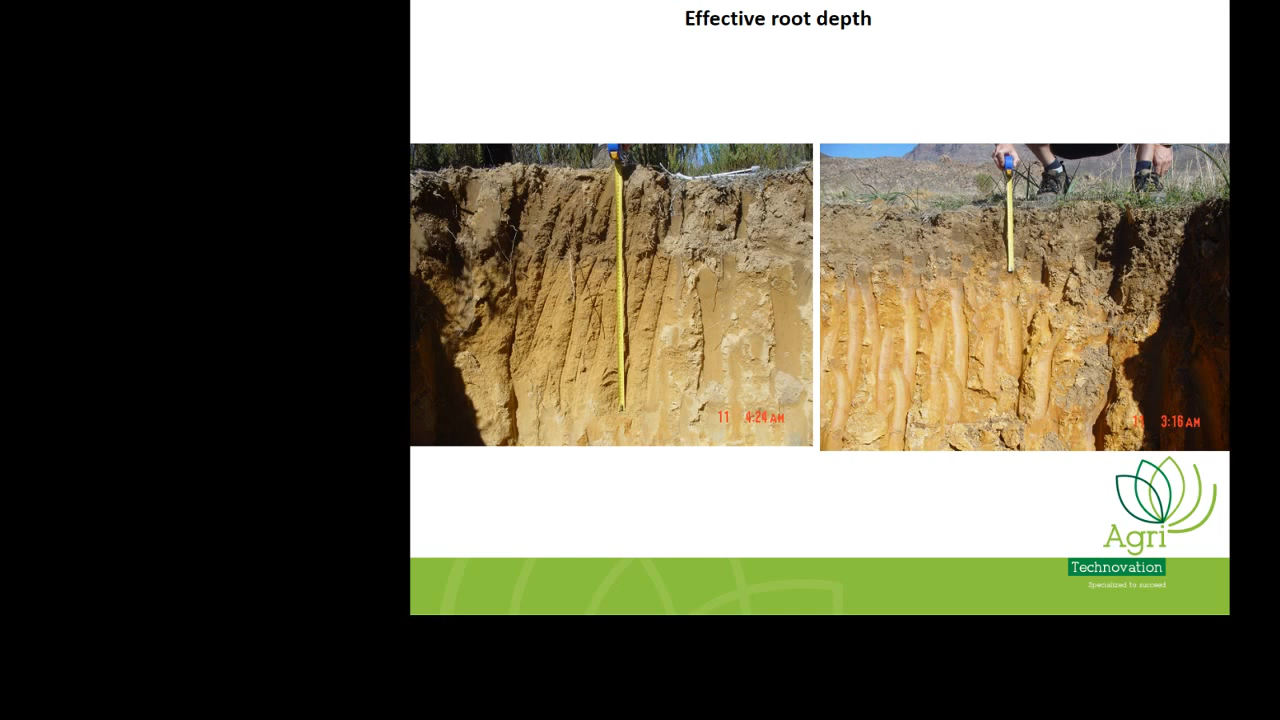 Effective root depth
11 4:24 AM
3:16 AM
Agri
Technovation
Specialized to succeed